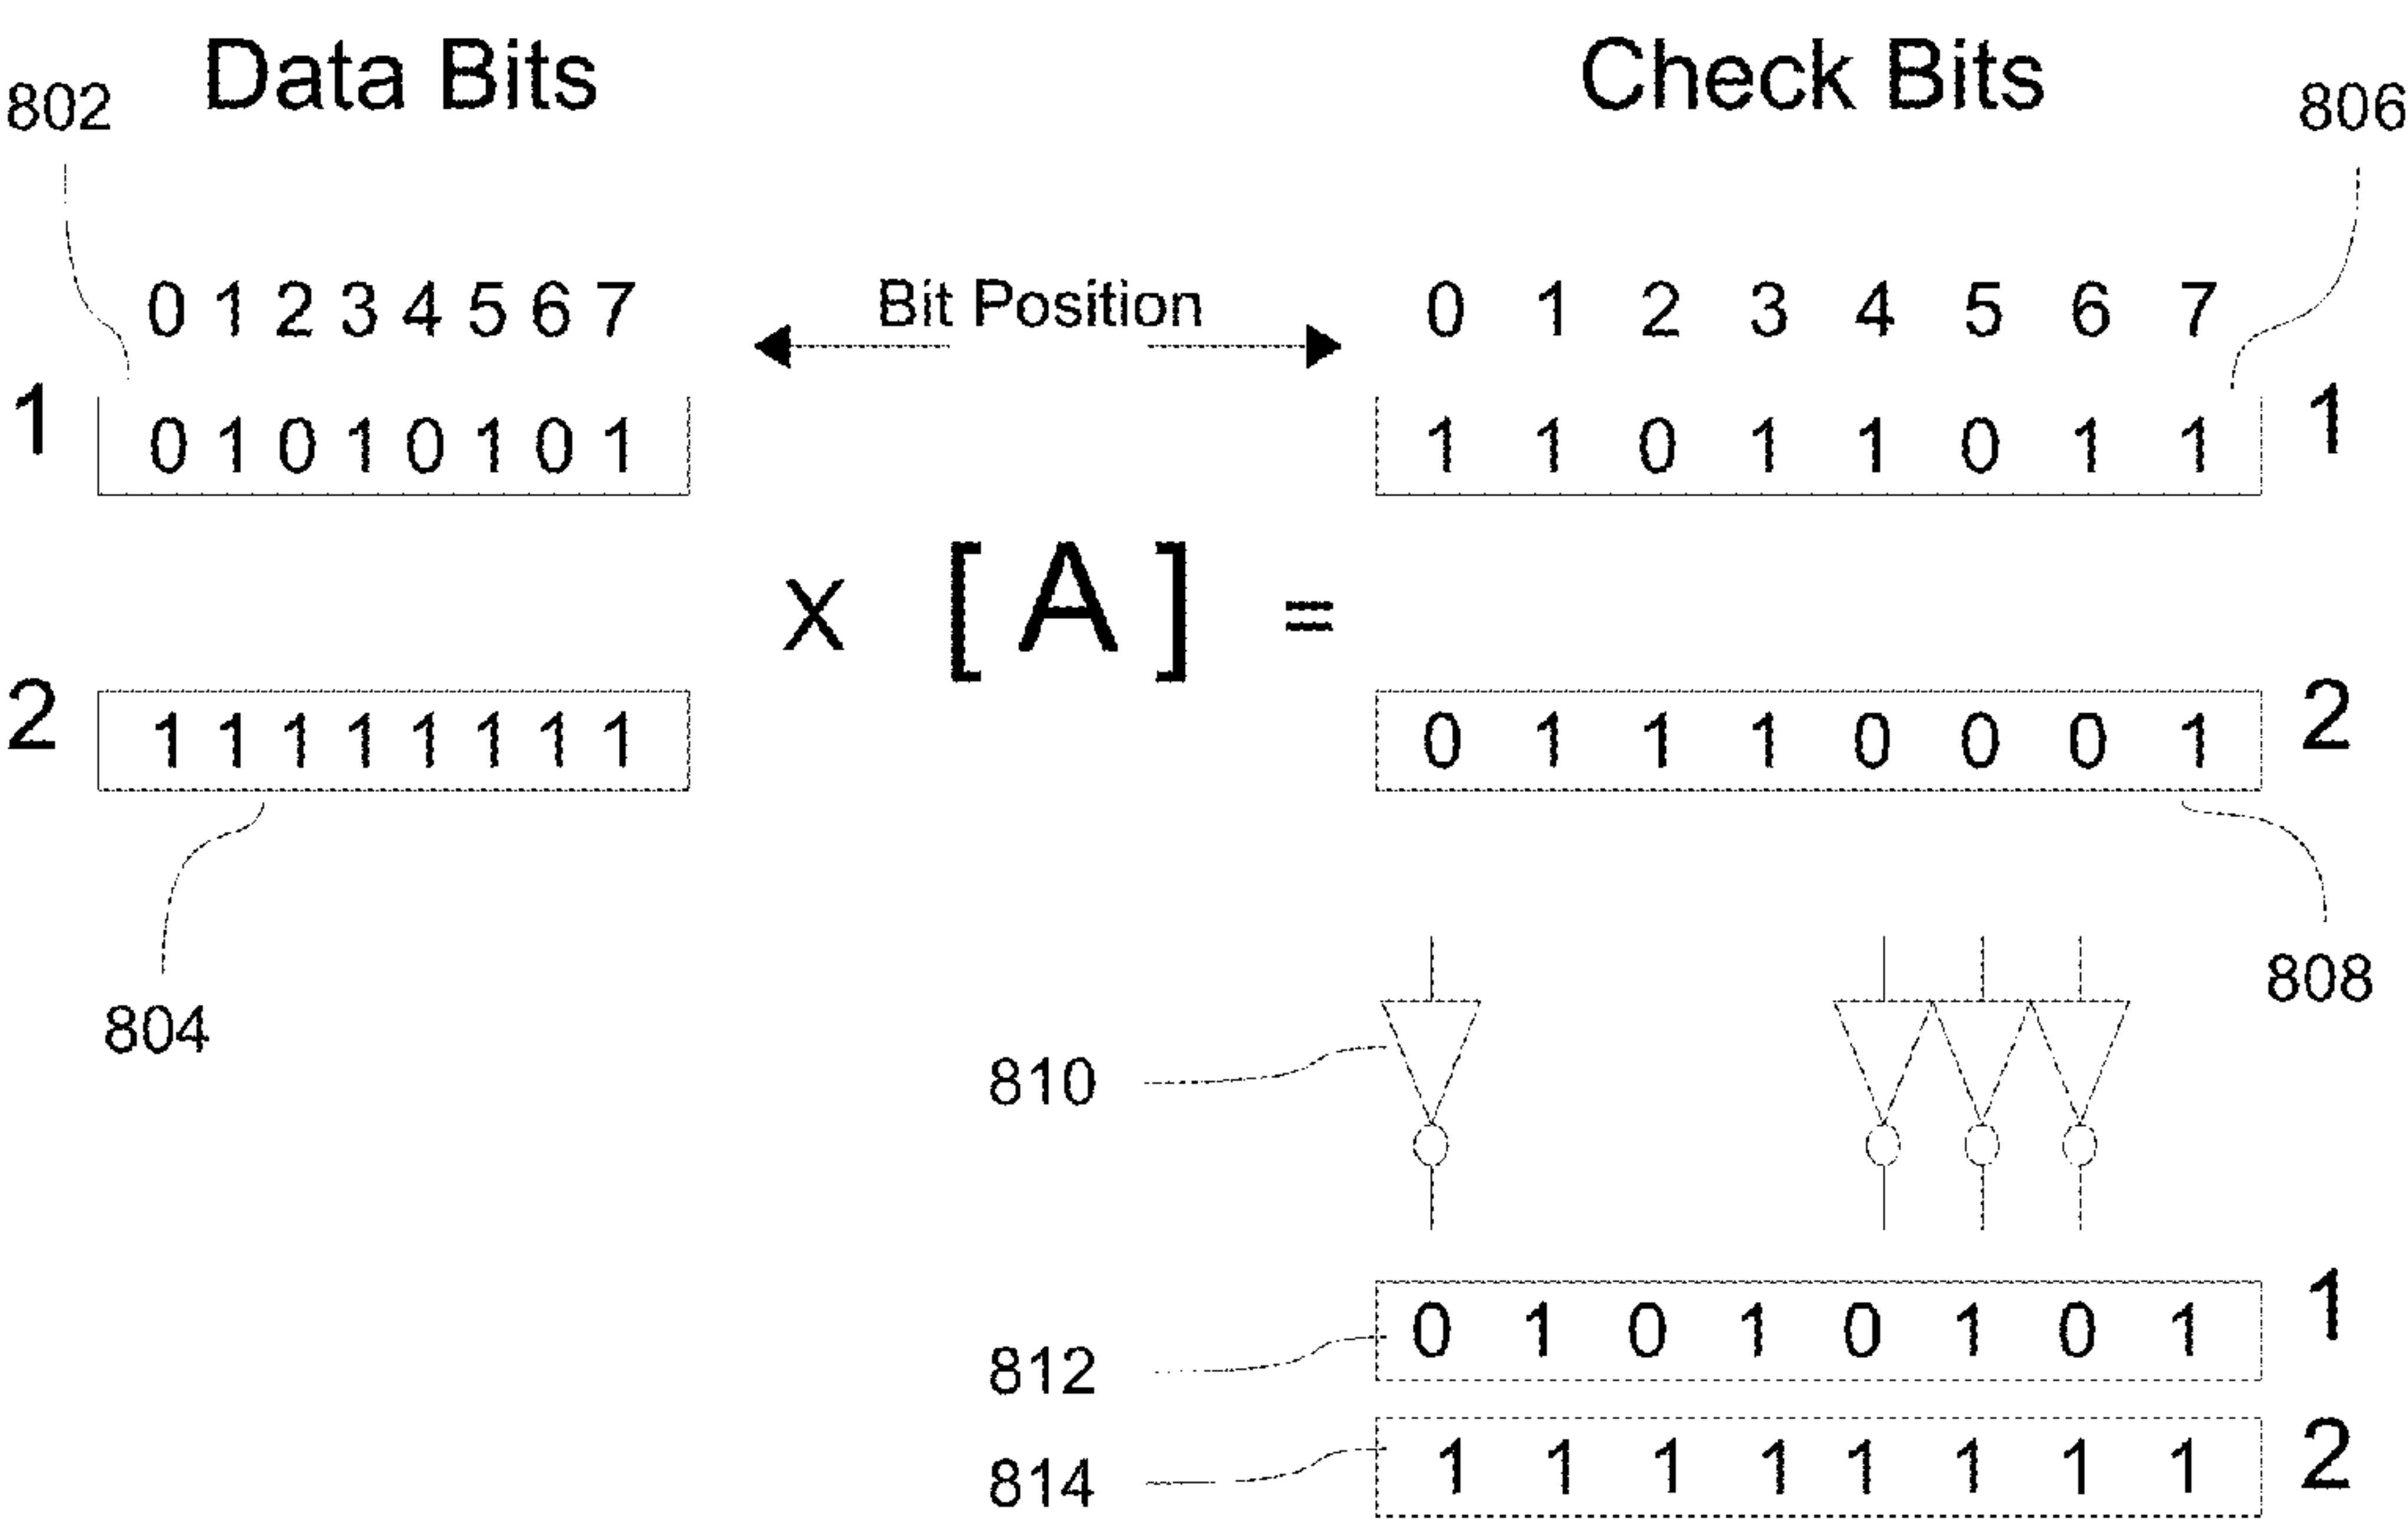 Data Bits Check Bits
802 806
0 1 2 3 4 5 6 7 Bit Position 0 1 2 3 4 5 6 7
1 0 1 0 1 0 1 0 1 1 1 0 1 1 0 1 1 1
x [ A ] =
2 1 1 1 1 1 1 1 1 0 1 1 1 0 0 0 1 2
804 808
810
812 0 1 0 1 0 1 0 1 1
814 1 1 1 1 1 1 1 1 2